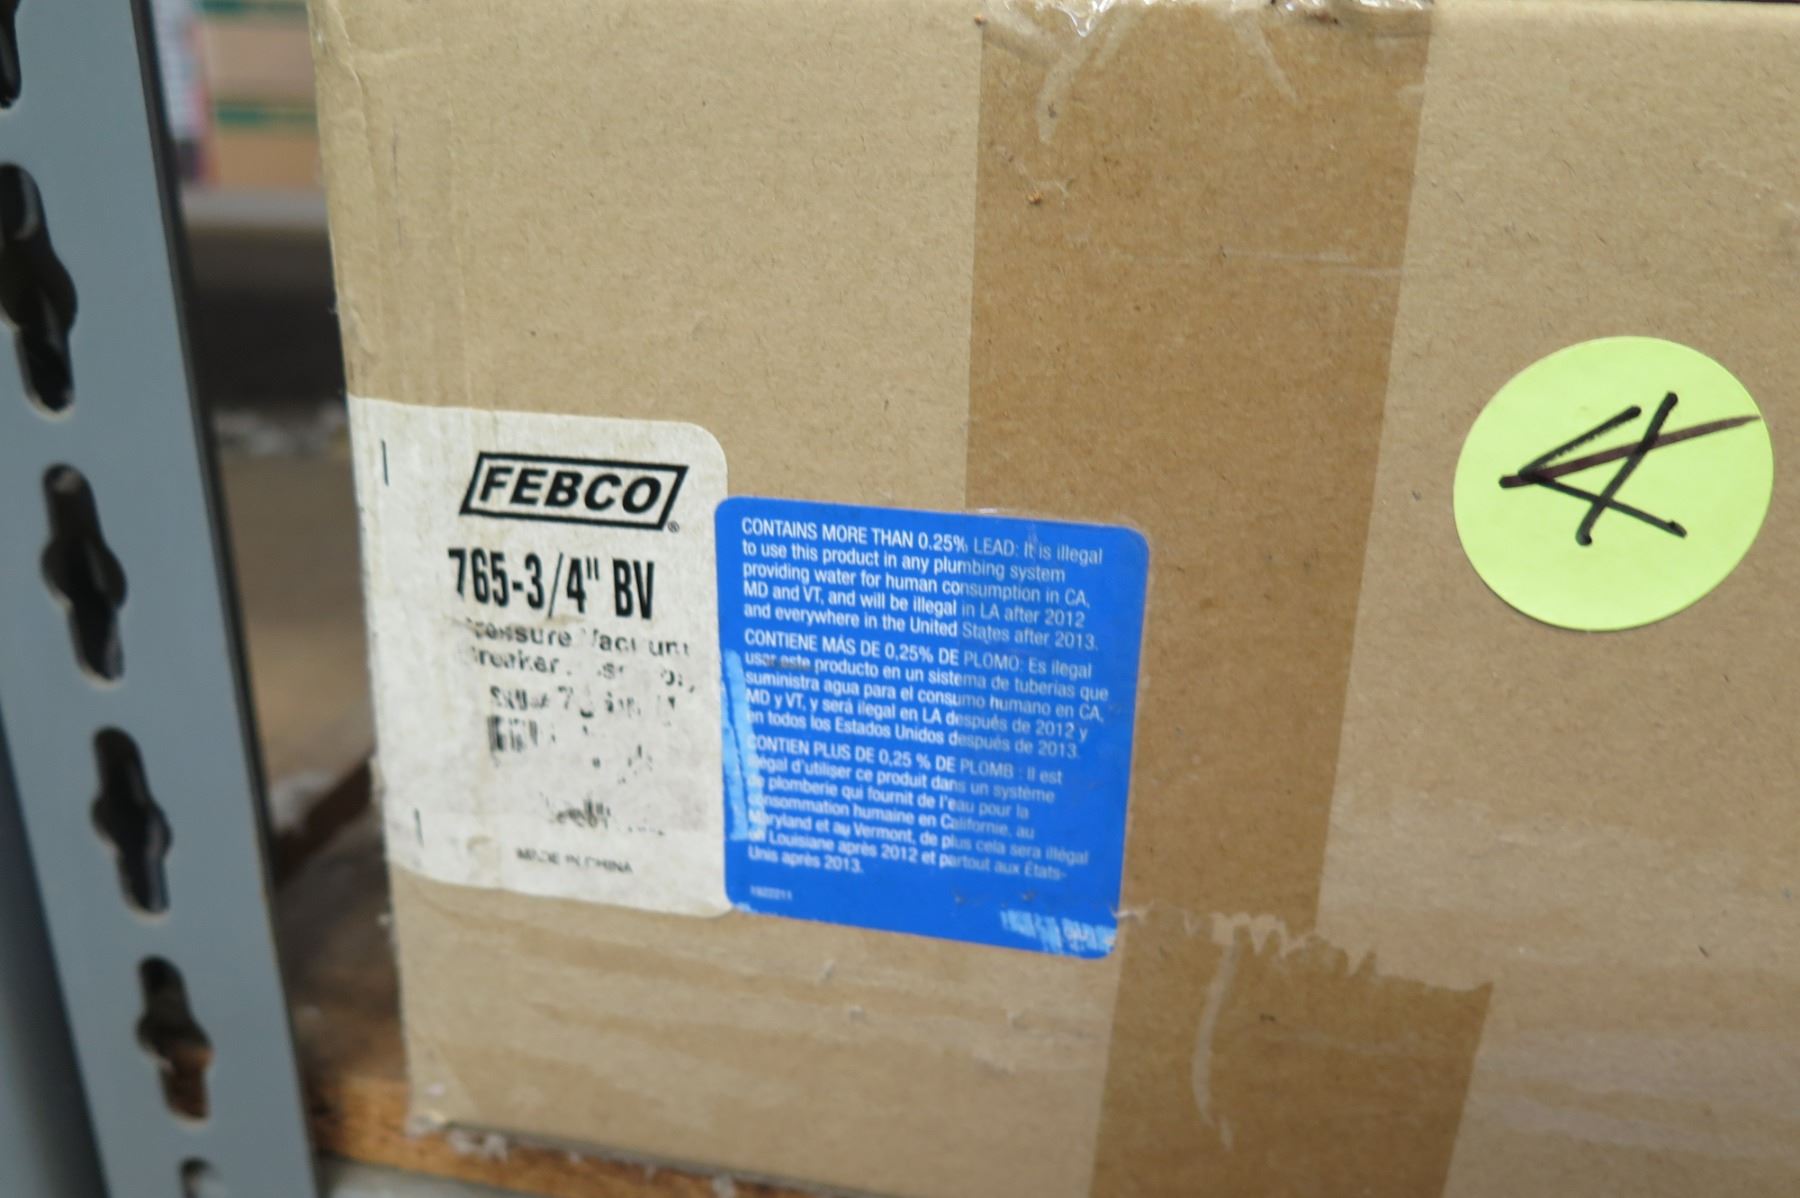 FEBCO®
765-3/4" BV
Pressure Vacuum
Breaker
MADE IN CHINA
CONTAINS MORE THAN 0.25% LEAD: It is illegal
to use this product in any plumbing system
providing water for human consumption in CA,
MD and VT, and will be illegal in LA after 2012
and everywhere in the United States after 2013.
CONTIENE MÁS DE 0,25% DE PLOMO: Es ilegal
usar este producto en un sistema de tuberías que
suministra agua para el consumo humano en CA,
MD y VT, y será ilegal en LA después de 2012 y
en todos los Estados Unidos después de 2013.
CONTIEN PLUS DE 0,25 % DE PLOMB : Il est
illégal d'utiliser ce produit dans un système
de plomberie qui fournit de l'eau pour la
consommation humaine en Californie, au
Maryland et au Vermont, de plus cela sera illégal
en Louisiane après 2012 et partout aux États-
Unis après 2013.
1922211
4